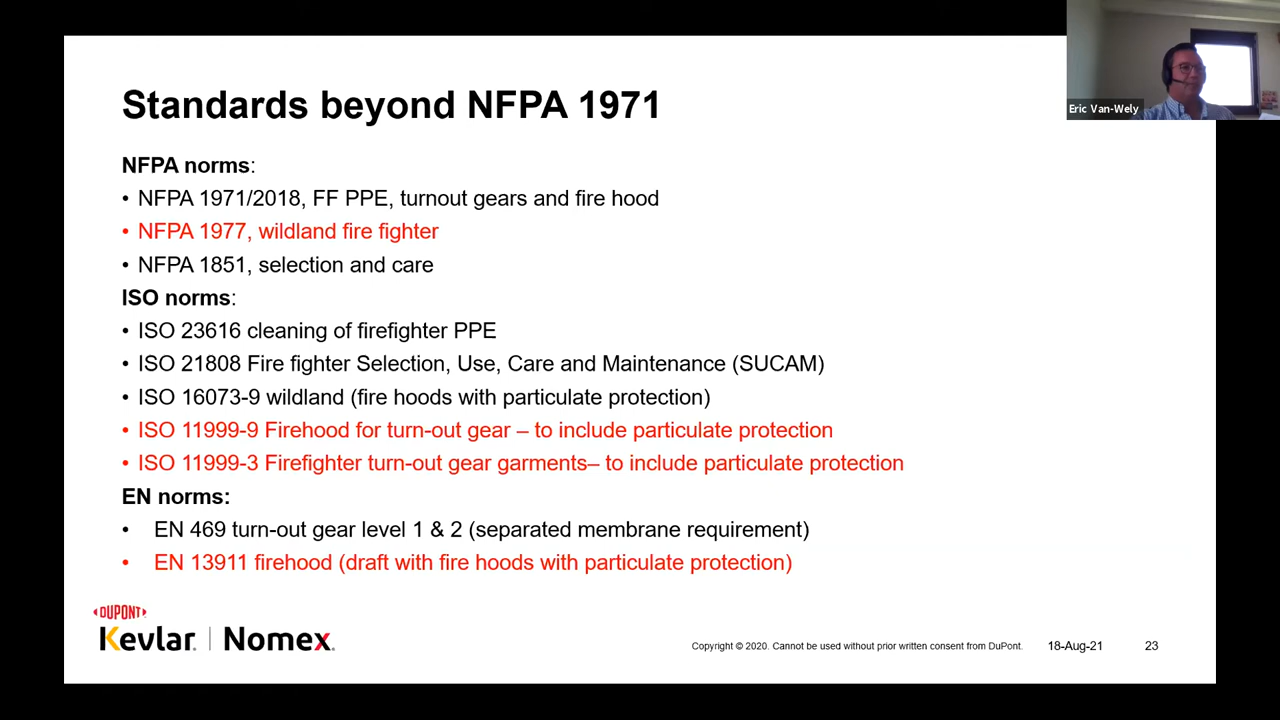 Eric Van-Wely
Standards beyond NFPA 1971
NFPA norms:
• NFPA 1971/2018, FF PPE, turnout gears and fire hood
• NFPA 1977, wildland fire fighter
• NFPA 1851, selection and care
ISO norms:
• ISO 23616 cleaning of firefighter PPE
• ISO 21808 Fire fighter Selection, Use, Care and Maintenance (SUCAM)
• ISO 16073-9 wildland (fire hoods with particulate protection)
• ISO 11999-9 Firehood for turn-out gear – to include particulate protection
• ISO 11999-3 Firefighter turn-out gear garments– to include particulate protection
EN norms:
• EN 469 turn-out gear level 1 & 2 (separated membrane requirement)
• EN 13911 firehood (draft with fire hoods with particulate protection)
DUPONT
Kevlar. | Nomex.
Copyright © 2020. Cannot be used without prior written consent from DuPont. 18-Aug-21 23